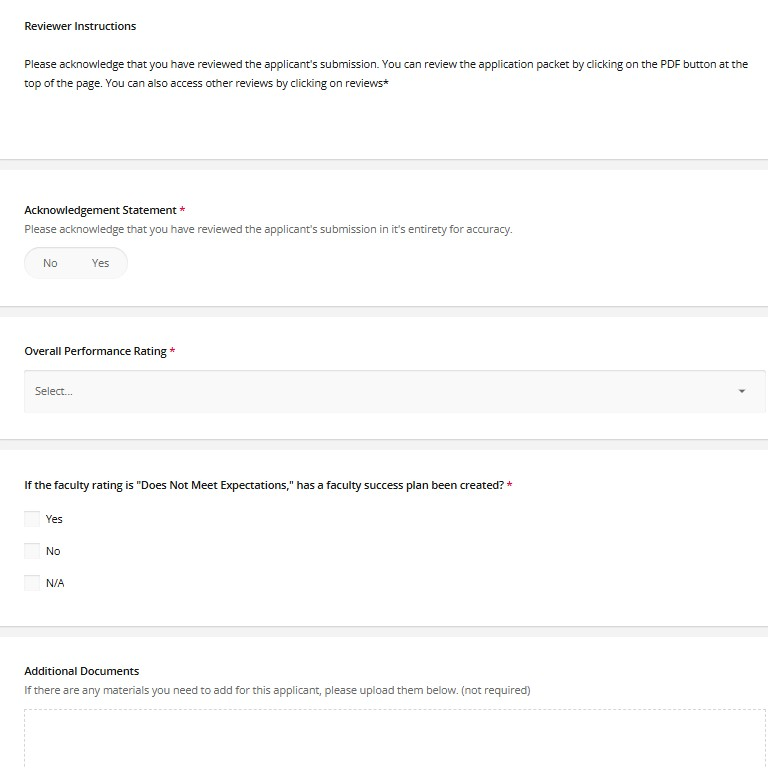 Reviewer Instructions
Please acknowledge that you have reviewed the applicant's submission. You can review the application packet by clicking on the PDF button at the
top of the page. You can also access other reviews by clicking on reviews*
Acknowledgement Statement *
Please acknowledge that you have reviewed the applicant's submission in it's entirety for accuracy.
No Yes
Overall Performance Rating *
Select...
If the faculty rating is "Does Not Meet Expectations," has a faculty success plan been created? *
Yes
No
N/A
Additional Documents
If there are any materials you need to add for this applicant, please upload them below. (not required)